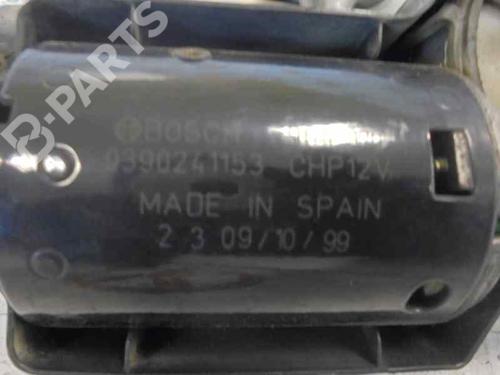 B-PARTS
BOSCH
0390241153 CHP12V
MADE IN SPAIN
2 3 09/10/99